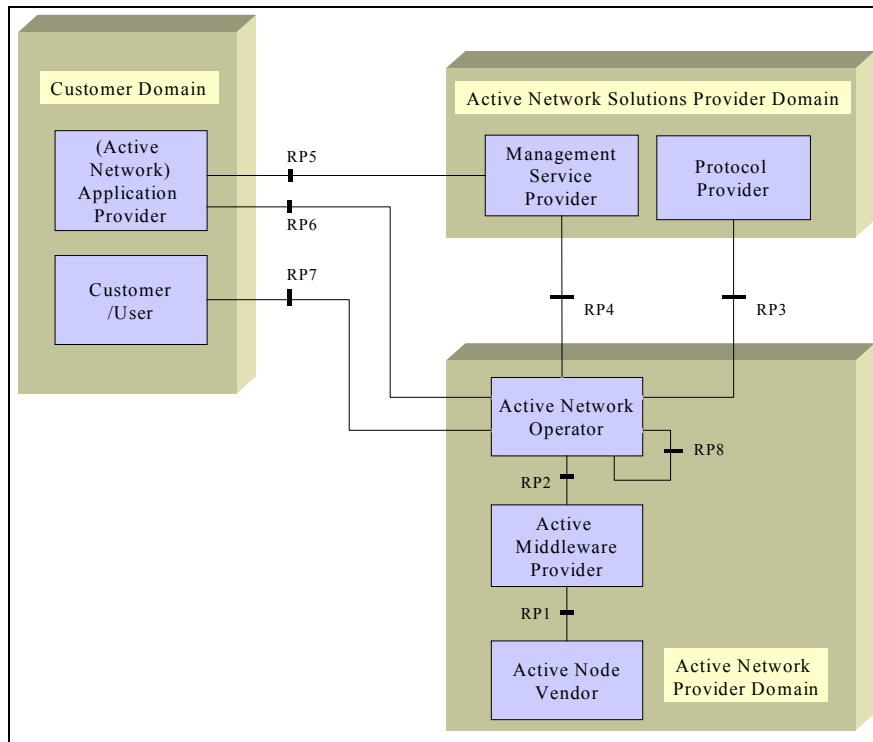 Customer Domain
(Active
Network)
Application
Provider
Customer
/User
RP5
RP6
RP7
Active Network Solutions Provider Domain
Management
Service
Provider
Protocol
Provider
RP4
RP3
Active Network
Operator
RP8
RP2
Active
Middleware
Provider
RP1
Active Node
Vendor
Active Network
Provider Domain